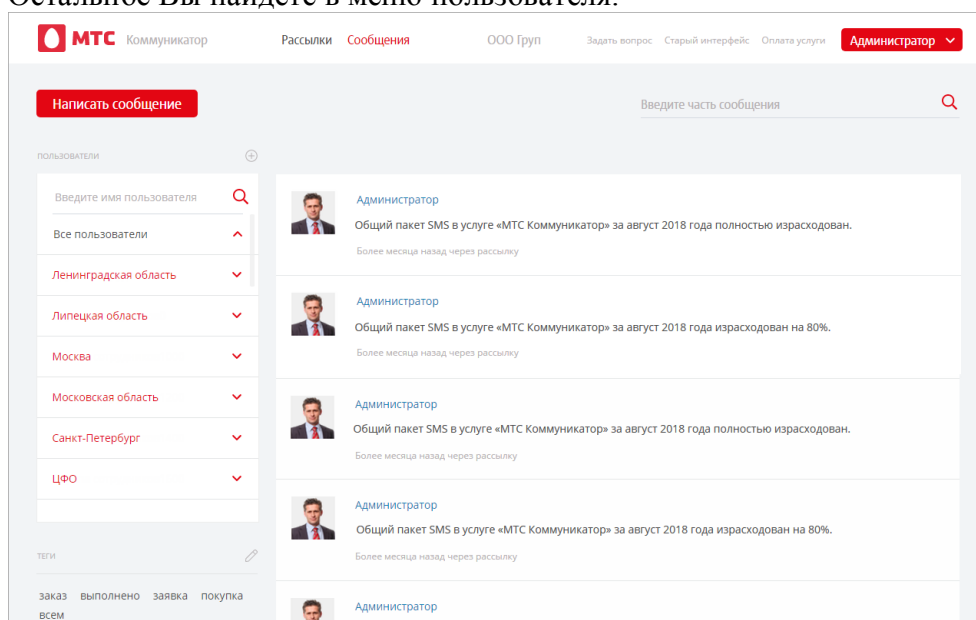 Остальное Вы найдете в меню пользователя.
МТС Коммуникатор Рассылки Сообщения ООО Груп Задать вопрос Старый интерфейс Оплата услуги Администратор
Написать сообщение
Введите часть сообщения
ПОЛЬЗОВАТЕЛИ
Введите имя пользователя
Все пользователи
Ленинградская область
Липецкая область
Москва
Московская область
Санкт-Петербург
ЦФО
ТЕГИ
заказ выполнено заявка покупка
всем
Администратор
Общий пакет SMS в услуге «МТС Коммуникатор» за август 2018 года полностью израсходован.
Более месяца назад через рассылку
Администратор
Общий пакет SMS в услуге «МТС Коммуникатор» за август 2018 года израсходован на 80%.
Более месяца назад через рассылку
Администратор
Общий пакет SMS в услуге «МТС Коммуникатор» за август 2018 года полностью израсходован.
Более месяца назад через рассылку
Администратор
Общий пакет SMS в услуге «МТС Коммуникатор» за август 2018 года израсходован на 80%.
Более месяца назад через рассылку
Администратор